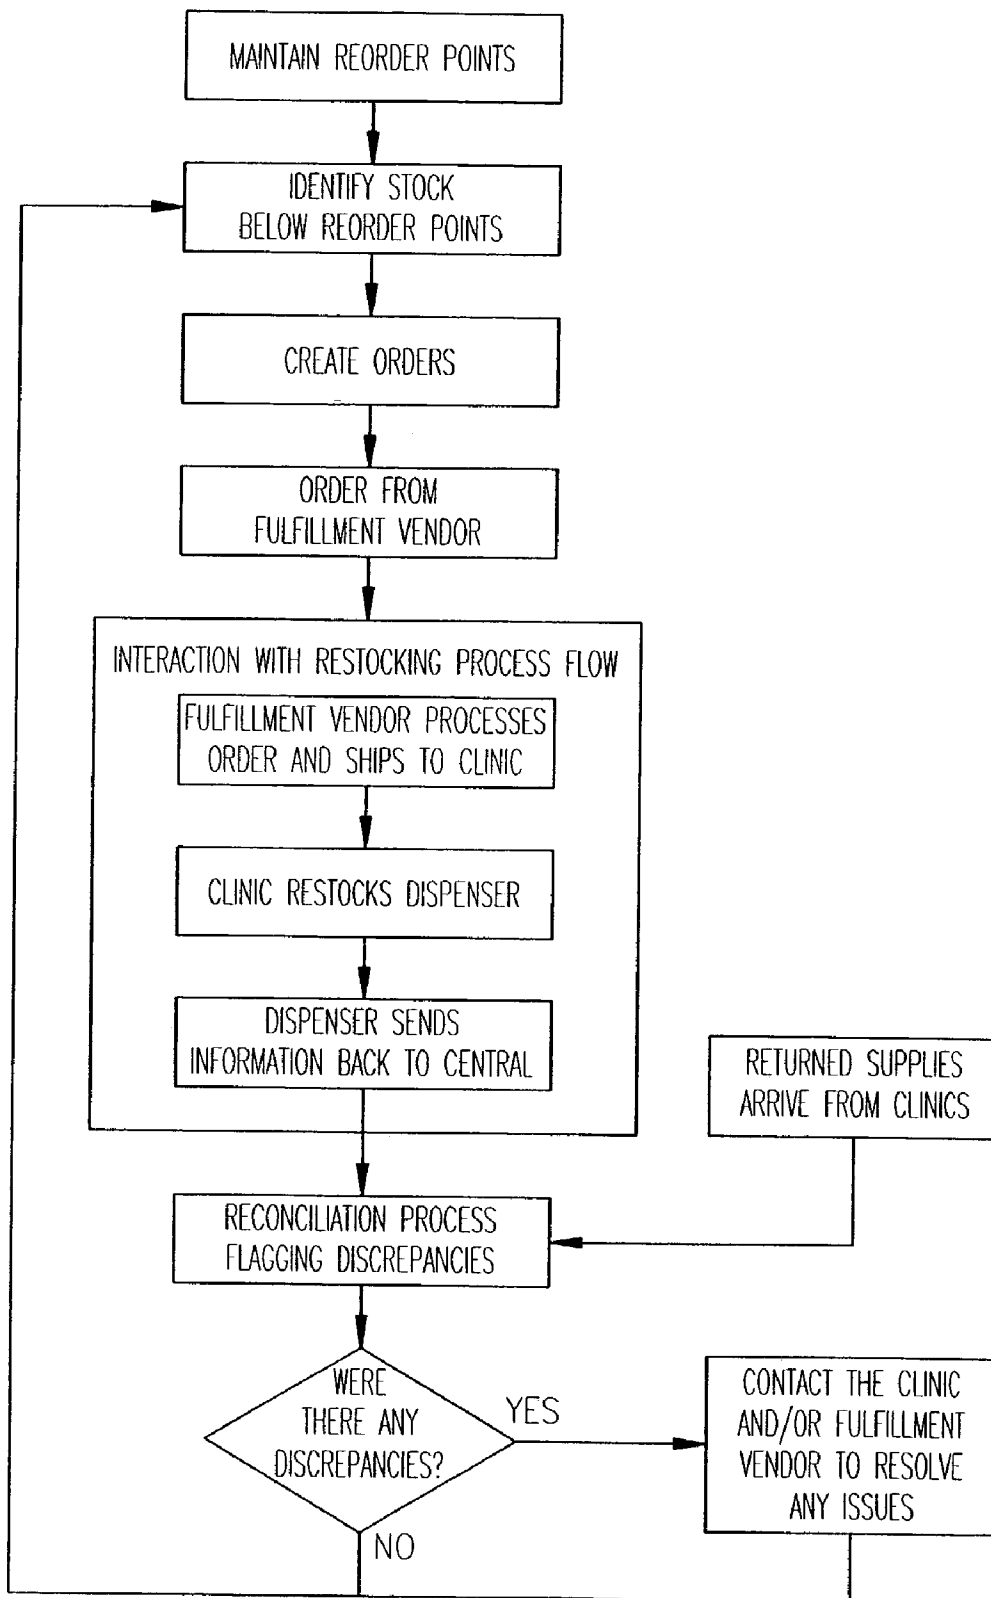 MAINTAIN REORDER POINTS
IDENTIFY STOCK
BELOW REORDER POINTS
CREATE ORDERS
ORDER FROM
FULFILLMENT VENDOR
INTERACTION WITH RESTOCKING PROCESS FLOW
FULFILLMENT VENDOR PROCESSES
ORDER AND SHIPS TO CLINIC
CLINIC RESTOCKS DISPENSER
DISPENSER SENDS
INFORMATION BACK TO CENTRAL
RETURNED SUPPLIES
ARRIVE FROM CLINICS
RECONCILIATION PROCESS
FLAGGING DISCREPANCIES
WERE
THERE ANY
DISCREPANCIES?
YES
NO
CONTACT THE CLINIC
AND/OR FULFILLMENT
VENDOR TO RESOLVE
ANY ISSUES